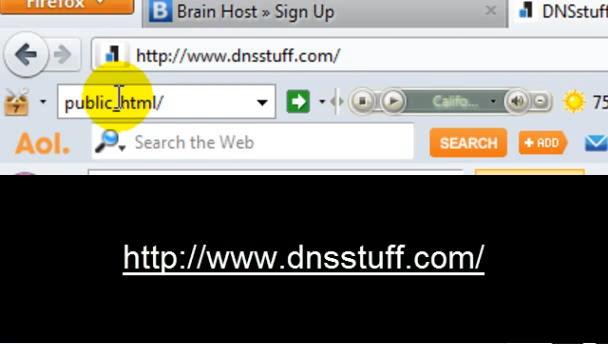 Firefox
Brain Host » Sign Up
DNSstuff
http://www.dnsstuff.com/
public_html/
Califo...
75
Aol.
Search the Web
SEARCH
+ ADD
http://www.dnsstuff.com/